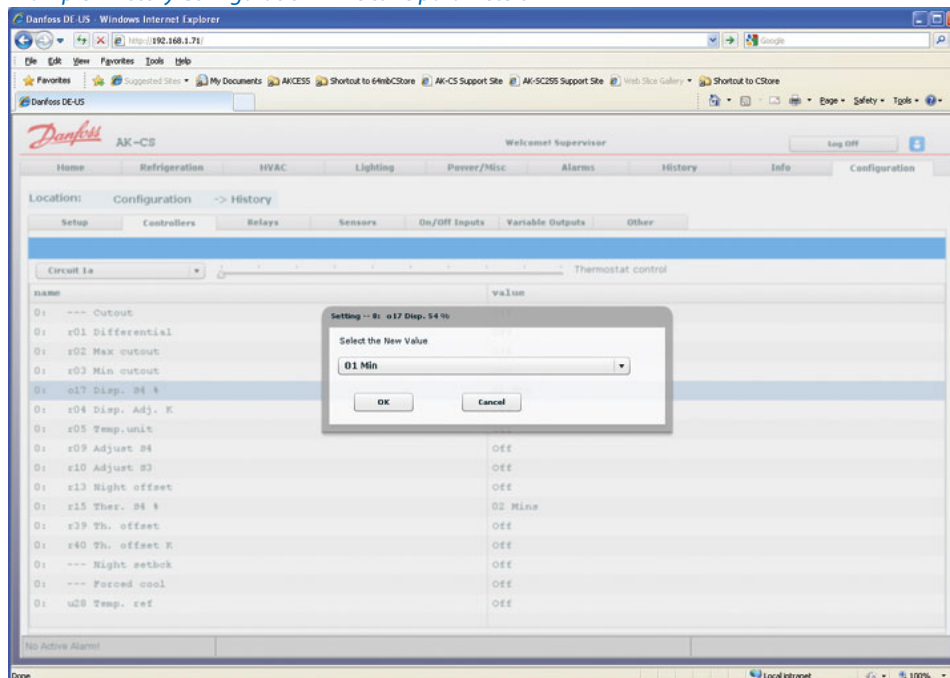 Danfoss DE-US - Windows Internet Explorer
http://192.168.1.71/
Google
File Edit View Favorites Tools Help
Favorites Suggested Sites My Documents AKCESS Shortcut to 64mbCStore AK-CS Support Site AK-SC255 Support Site Web Slice Gallery Shortcut to CStore
Danfoss DE-US
Page Safety Tools
Danfoss AK-CS Welcome! Supervisor Log Off
Home Refrigeration HVAC Lighting Power/Misc Alarms History Info Configuration
Location: Configuration -> History
Setup Controllers Relays Sensors On/Off Inputs Variable Outputs Other
Circuit 1a Thermostat control
name value
0: --- Cutout
0: r01 Differential
0: r02 Max cutout
0: r03 Min cutout
0: o17 Disp. S4 %
0: r04 Disp. Adj. K
0: r05 Temp.unit
Setting -- 8: o17 Disp. S4 %
Select the New Value
01 Min
OK Cancel
0: r09 Adjust S4 Off
0: r10 Adjust S3 Off
0: r13 Night offset Off
0: r15 Ther. S4 % 02 Mins
0: r39 Th. offset Off
0: r40 Th. offset K Off
0: --- Night setbck Off
0: --- Forced cool Off
0: u28 Temp. ref Off
No Active Alarms
Done Local intranet 100%